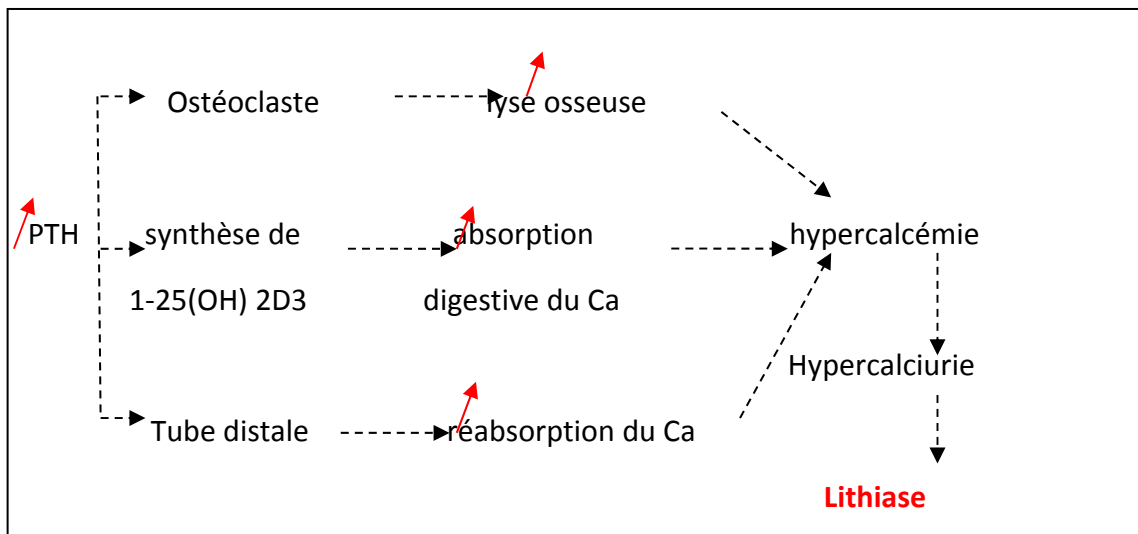 Ostéoclaste lyse osseuse
PTH synthèse de absorption hypercalcémie
1-25(OH) 2D3 digestive du Ca
Hypercalciurie
Tube distale réabsorption du Ca
Lithiase